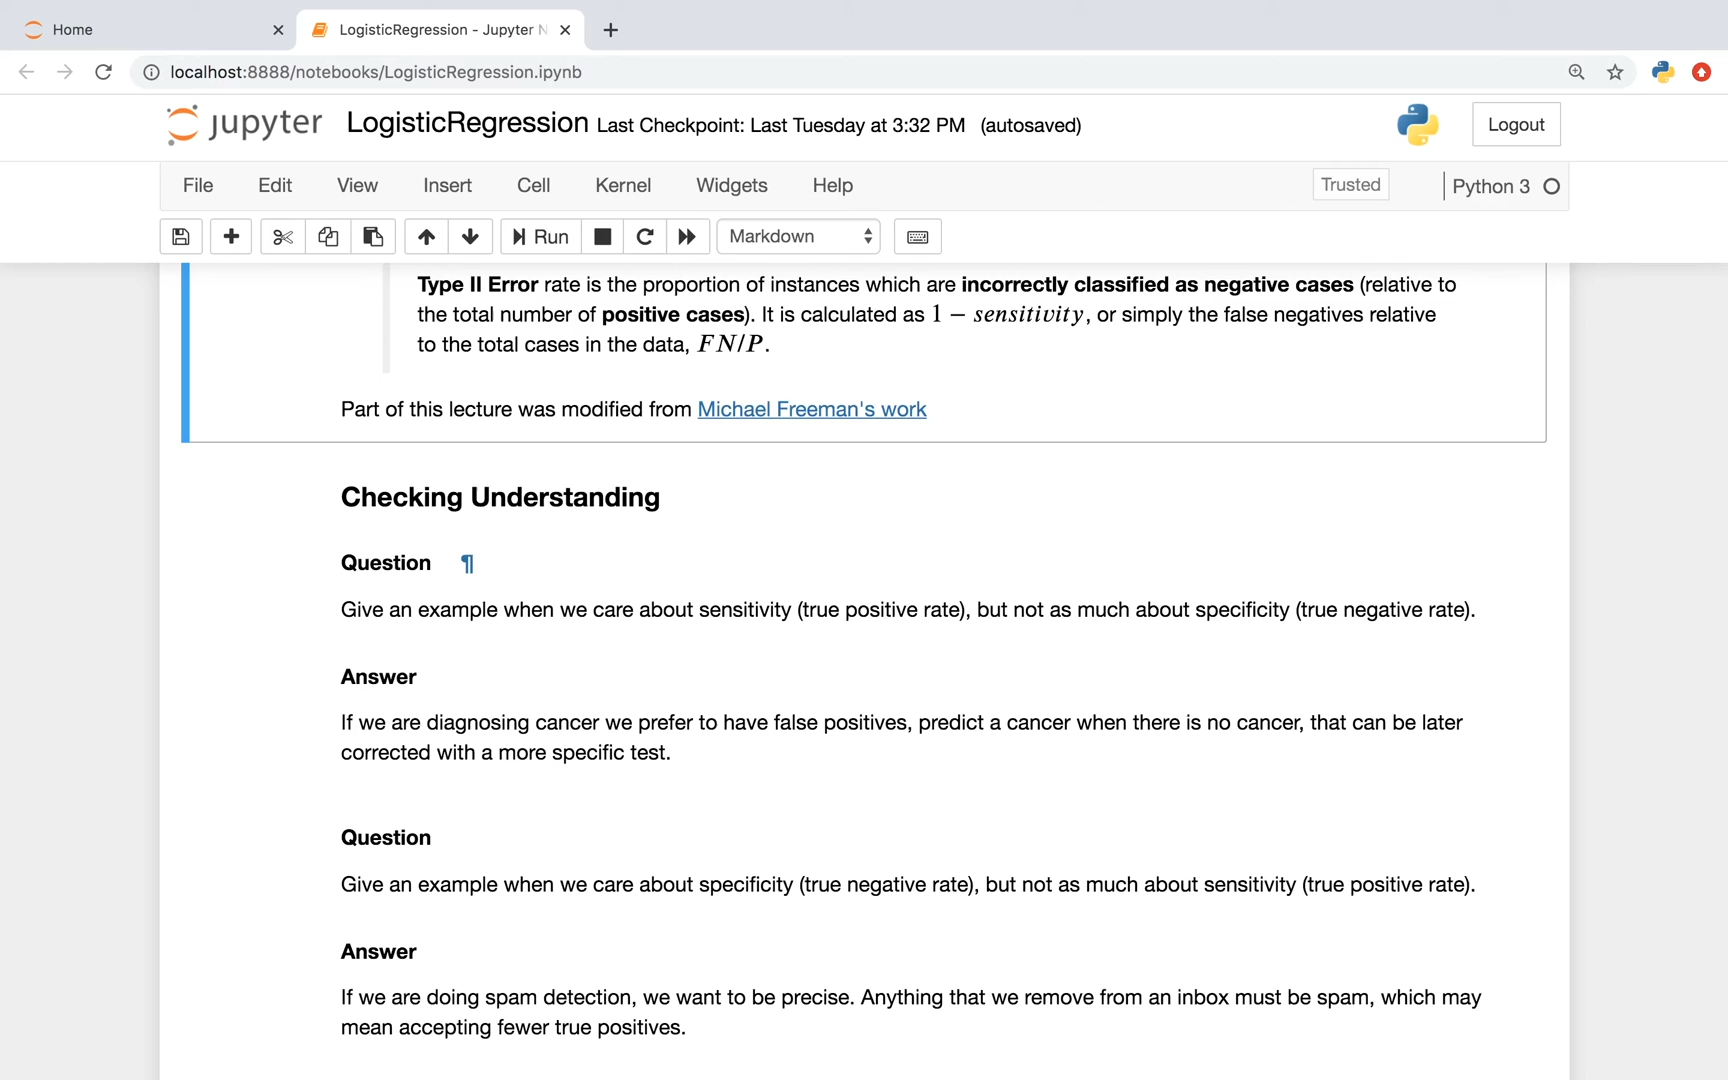 Home
LogisticRegression - Jupyter N
localhost:8888/notebooks/LogisticRegression.ipynb
jupyter LogisticRegression Last Checkpoint: Last Tuesday at 3:32 PM (autosaved)
Logout
File Edit View Insert Cell Kernel Widgets Help
Trusted
Python 3
Run
Markdown
Type II Error rate is the proportion of instances which are incorrectly classified as negative cases (relative to
the total number of positive cases). It is calculated as 1 − sensitivity, or simply the false negatives relative
to the total cases in the data, FN/P.
Part of this lecture was modified from Michael Freeman's work
Checking Understanding
Question ¶
Give an example when we care about sensitivity (true positive rate), but not as much about specificity (true negative rate).
Answer
If we are diagnosing cancer we prefer to have false positives, predict a cancer when there is no cancer, that can be later
corrected with a more specific test.
Question
Give an example when we care about specificity (true negative rate), but not as much about sensitivity (true positive rate).
Answer
If we are doing spam detection, we want to be precise. Anything that we remove from an inbox must be spam, which may
mean accepting fewer true positives.